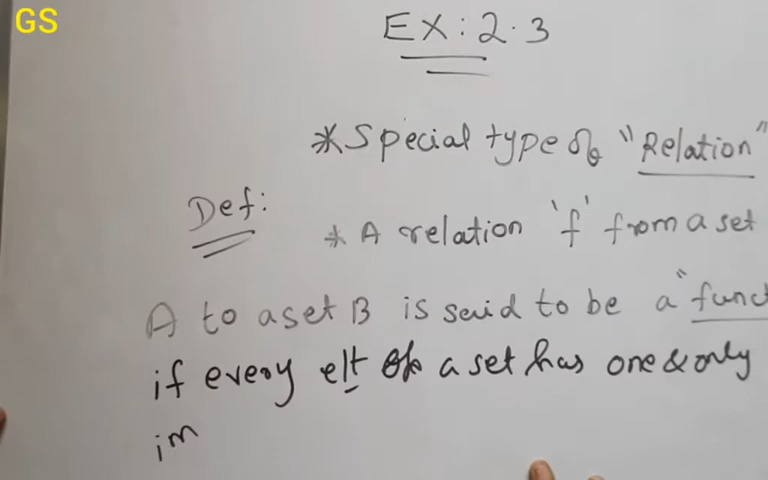 GS
EX: 2.3
* Special type of "Relation"
Def:
* A relation 'f' from a set
A to a set B is said to be a "funct
if every elt of a set has one & only
im